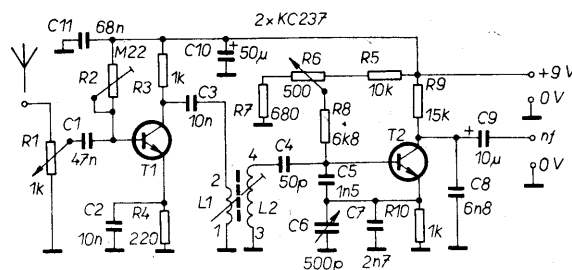 2×KC237
C11 68n
M22
R2
R3
1k
C10
+
50µ
R6
500
R5
10k
R7
680
R8
6k8
R9
15k
+9V
0V
nf
0V
C3
10n
R1
1k
C1
47n
T1
C4
50p
T2
+
C9
10µ
2
4
L1
L2
1
3
C5
1n5
C2
10n
R4
220
C6
500p
C7
2n7
R10
1k
C8
6n8